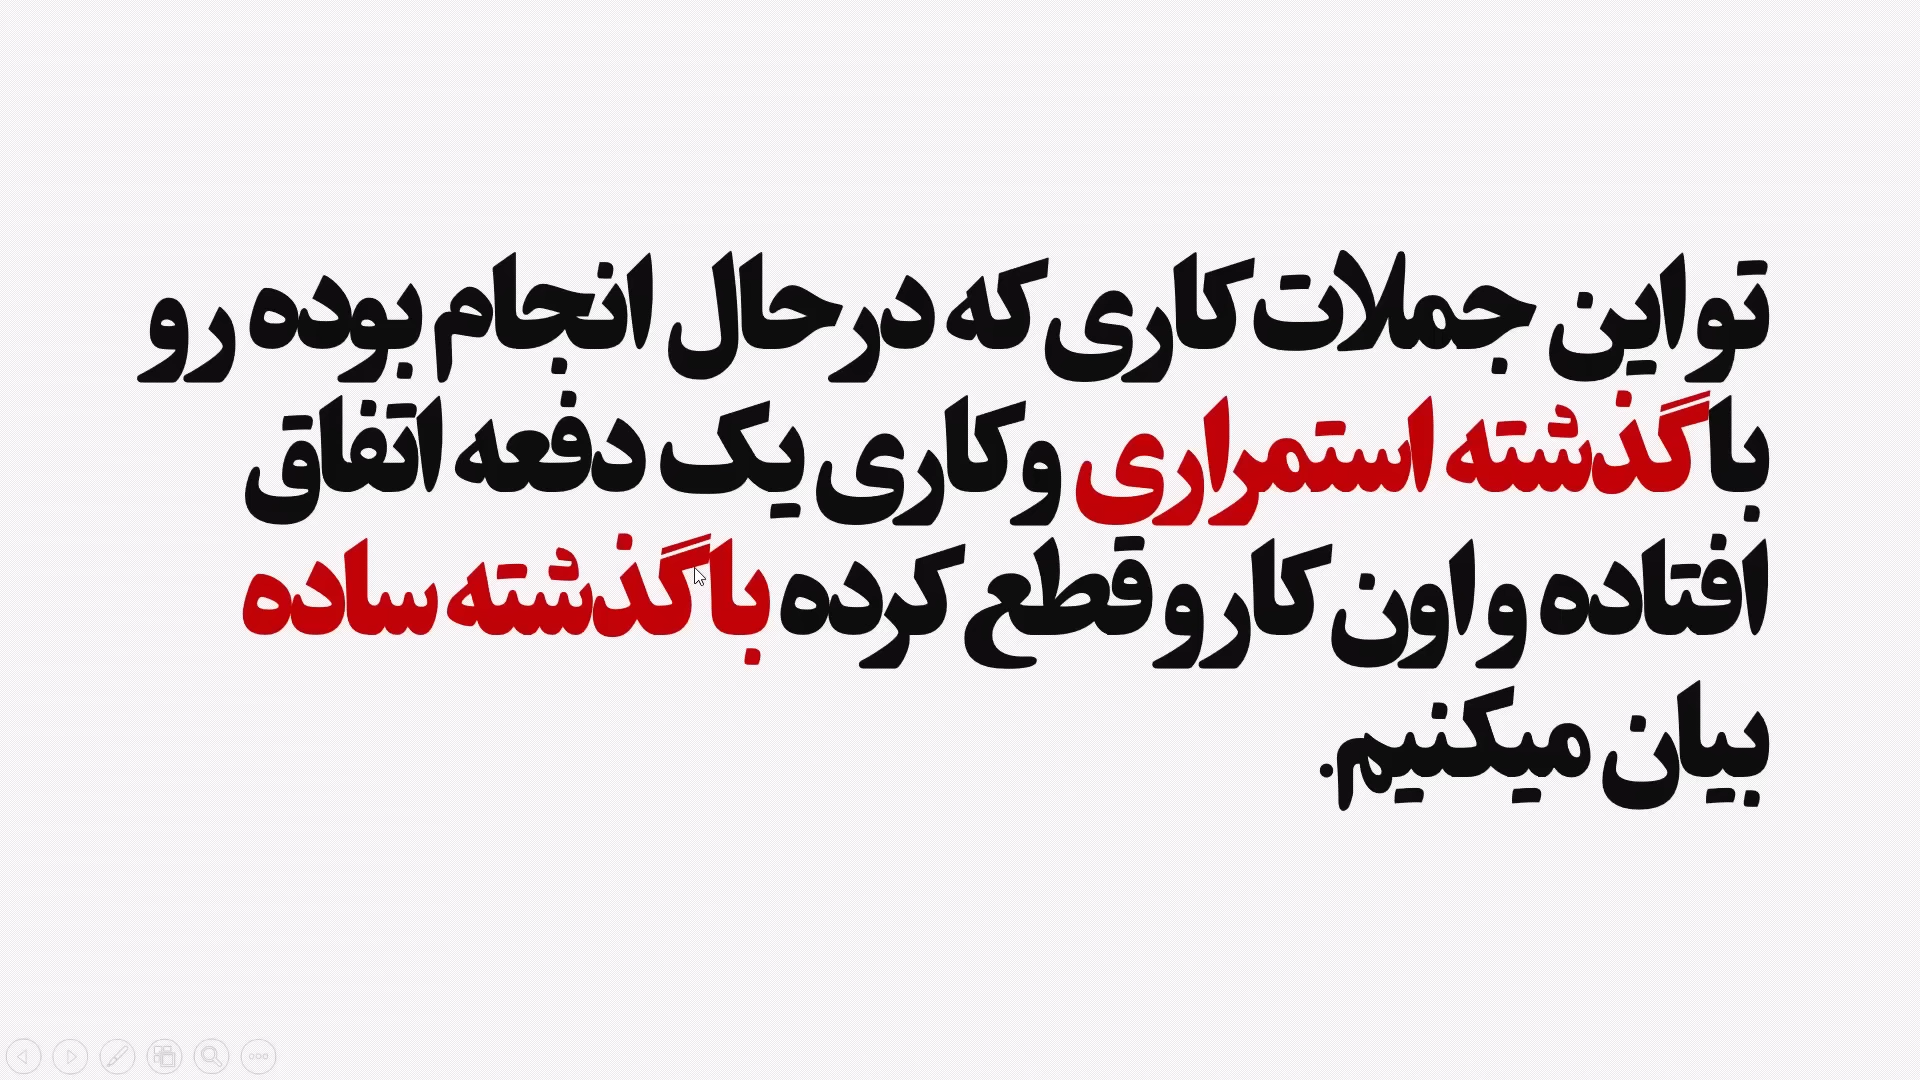 تو این جملات کاری که در حال انجام بوده رو
با گذشته استمراری و کاری یک دفعه اتفاق
افتاده و اون کار رو قطع کرده با گذشته ساده
بیان میکنیم.